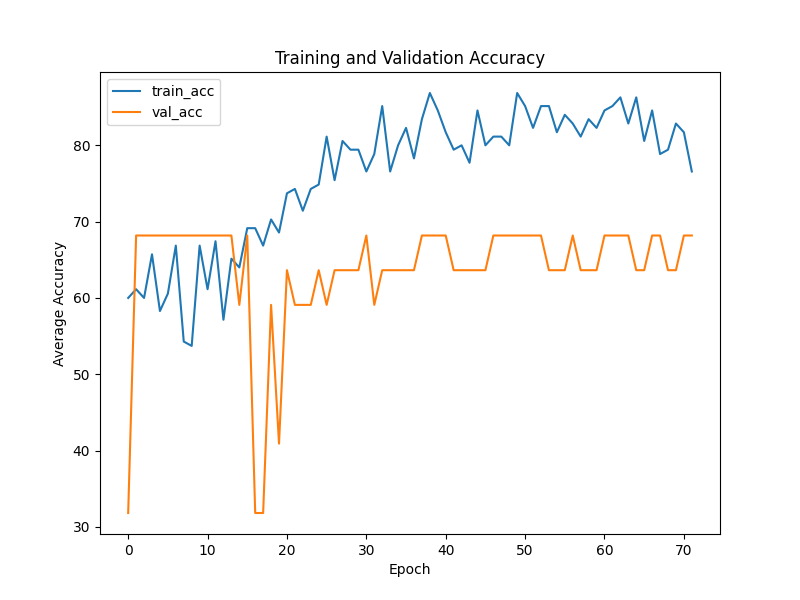 Training and Validation Accuracy
train_acc
val_acc
Average Accuracy
80
70
60
50
40
30
0 10 20 30 40 50 60 70
Epoch